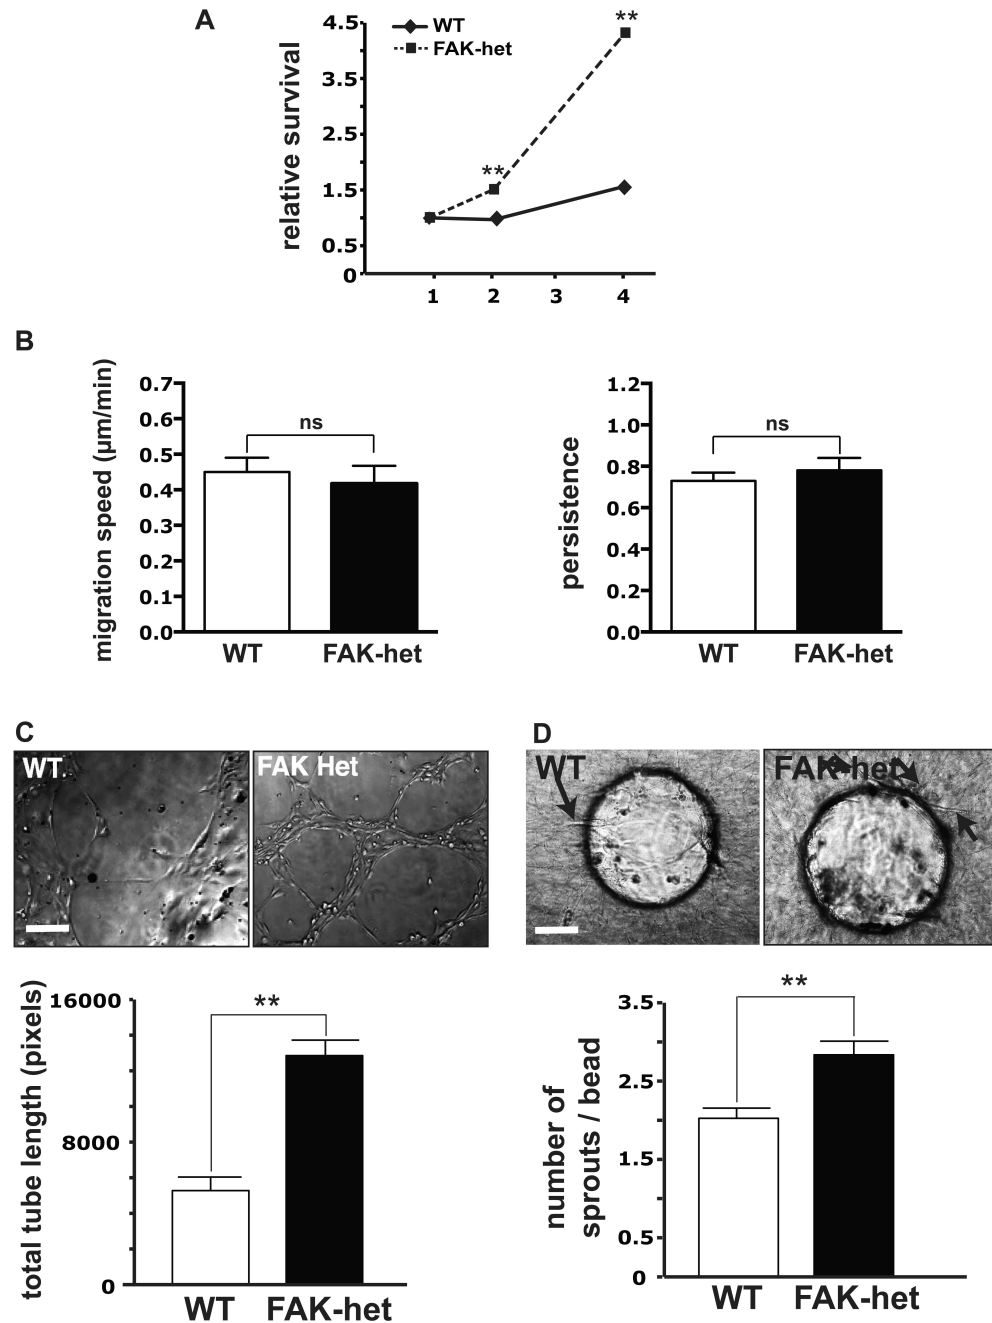 A
relative survival
4.5
3.5
2.5
1.5
0.5
0
WT
FAK-het
**
**
1 2 3 4
B
migration speed (µm/min)
0.7
0.6
0.5
0.4
0.3
0.2
0.1
0.0
ns
WT FAK-het
persistence
1.2
1.0
0.8
0.6
0.4
0.2
0.0
ns
WT FAK-het
C
WT.
FAK Het
total tube length (pixels)
16000
8000
0
**
WT FAK-het
D
WT
FAK-het
number of
sprouts / bead
3.5
2.5
1.5
0.5
0
**
WT FAK-het